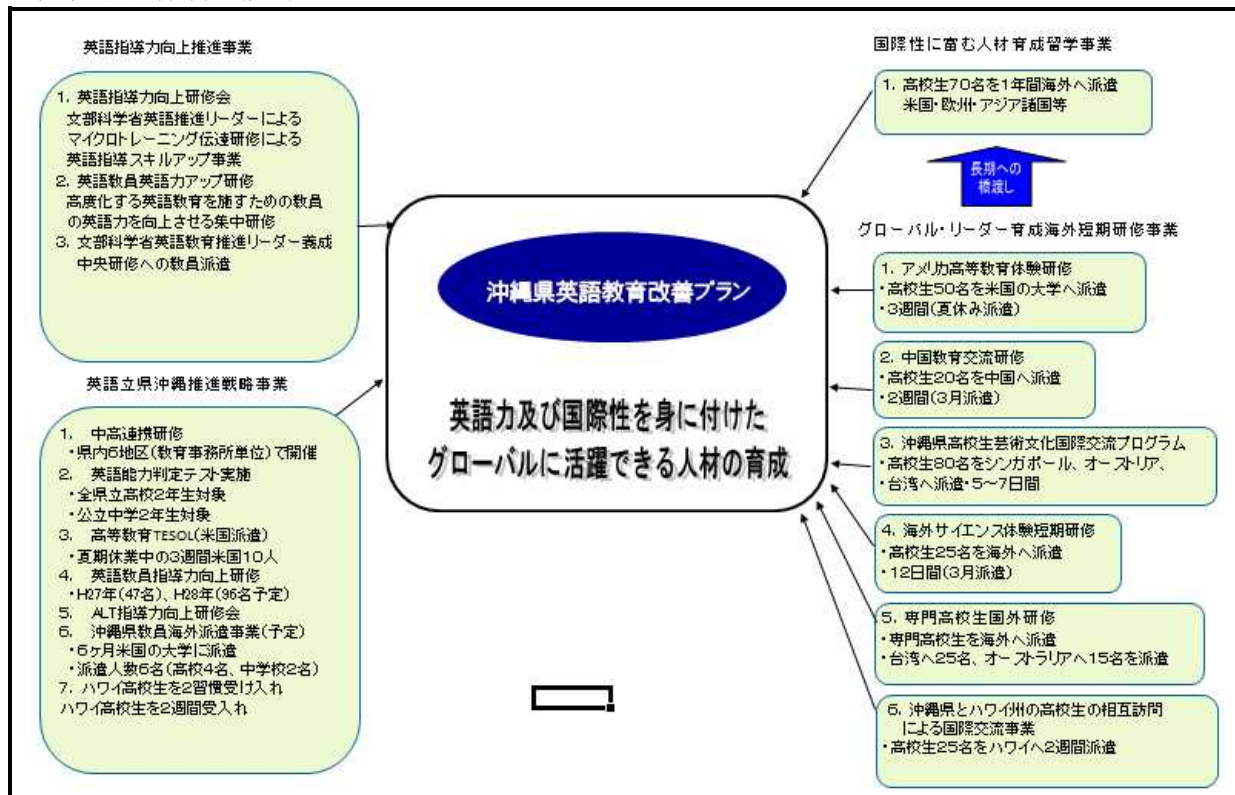 英語指導力向上推進事業
1. 英語指導力向上研修会
文部科学省英語推進リーダーによる
マイクロトレーニング伝達研修による
英語指導スキルアップ事業
2. 英語教員英語力アップ研修
高度化する英語教育を施すための教員
の英語力を向上させる集中研修
3. 文部科学省英語教育推進リーダー養成
中央研修への教員派遣
英語立県沖縄推進戦略事業
1. 中高連携研修
・県内6地区(教育事務所単位)で開催
2. 英語能力判定テスト実施
・全県立高校2年生対象
・公立中学2年生対象
3. 高等教育TESOL(米国派遣)
・夏期休業中の3週間米国10人
4. 英語教員指導力向上研修
・H27年(47名)、H28年(96名予定)
5. ALT指導力向上研修会
6. 沖縄県教員海外派遣事業(予定)
・6ヶ月米国の大学に派遣
・派遣人数6名(高校4名、中学校2名)
7. ハワイ高校生を2習慣受け入れ
ハワイ高校生を2週間受入れ
沖縄県英語教育改善プラン
英語力及び国際性を身に付けた
グローバルに活躍できる人材の育成
国際性に富む人材育成留学事業
1. 高校生70名を1年間海外へ派遣
米国・欧州・アジア諸国等
長期への
橋渡し
グローバル・リーダー育成海外短期研修事業
1. アメリカ高等教育体験研修
・高校生50名を米国の大学へ派遣
・3週間(夏休み派遣)
2. 中国教育交流研修
・高校生20名を中国へ派遣
・2週間(3月派遣)
3. 沖縄県高校生芸術文化国際交流プログラム
・高校生80名をシンガポール、オーストリア、
・台湾へ派遣・5～7日間
4. 海外サイエンス体験短期研修
・高校生25名を海外へ派遣
・12日間(3月派遣)
5. 専門高校生国外研修
・専門高校生を海外へ派遣
・台湾へ25名、オーストラリアへ15名を派遣
6. 沖縄県とハワイ州の高校生の相互訪問
による国際交流事業
・高校生25名をハワイへ2週間派遣